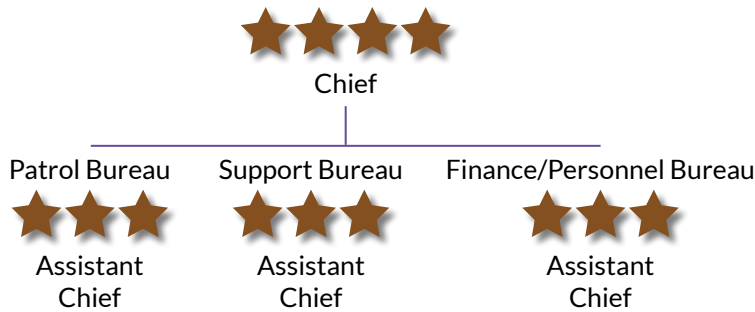 Chief
Patrol Bureau
Support Bureau
Finance/Personnel Bureau
Assistant
Chief
Assistant
Chief
Assistant
Chief